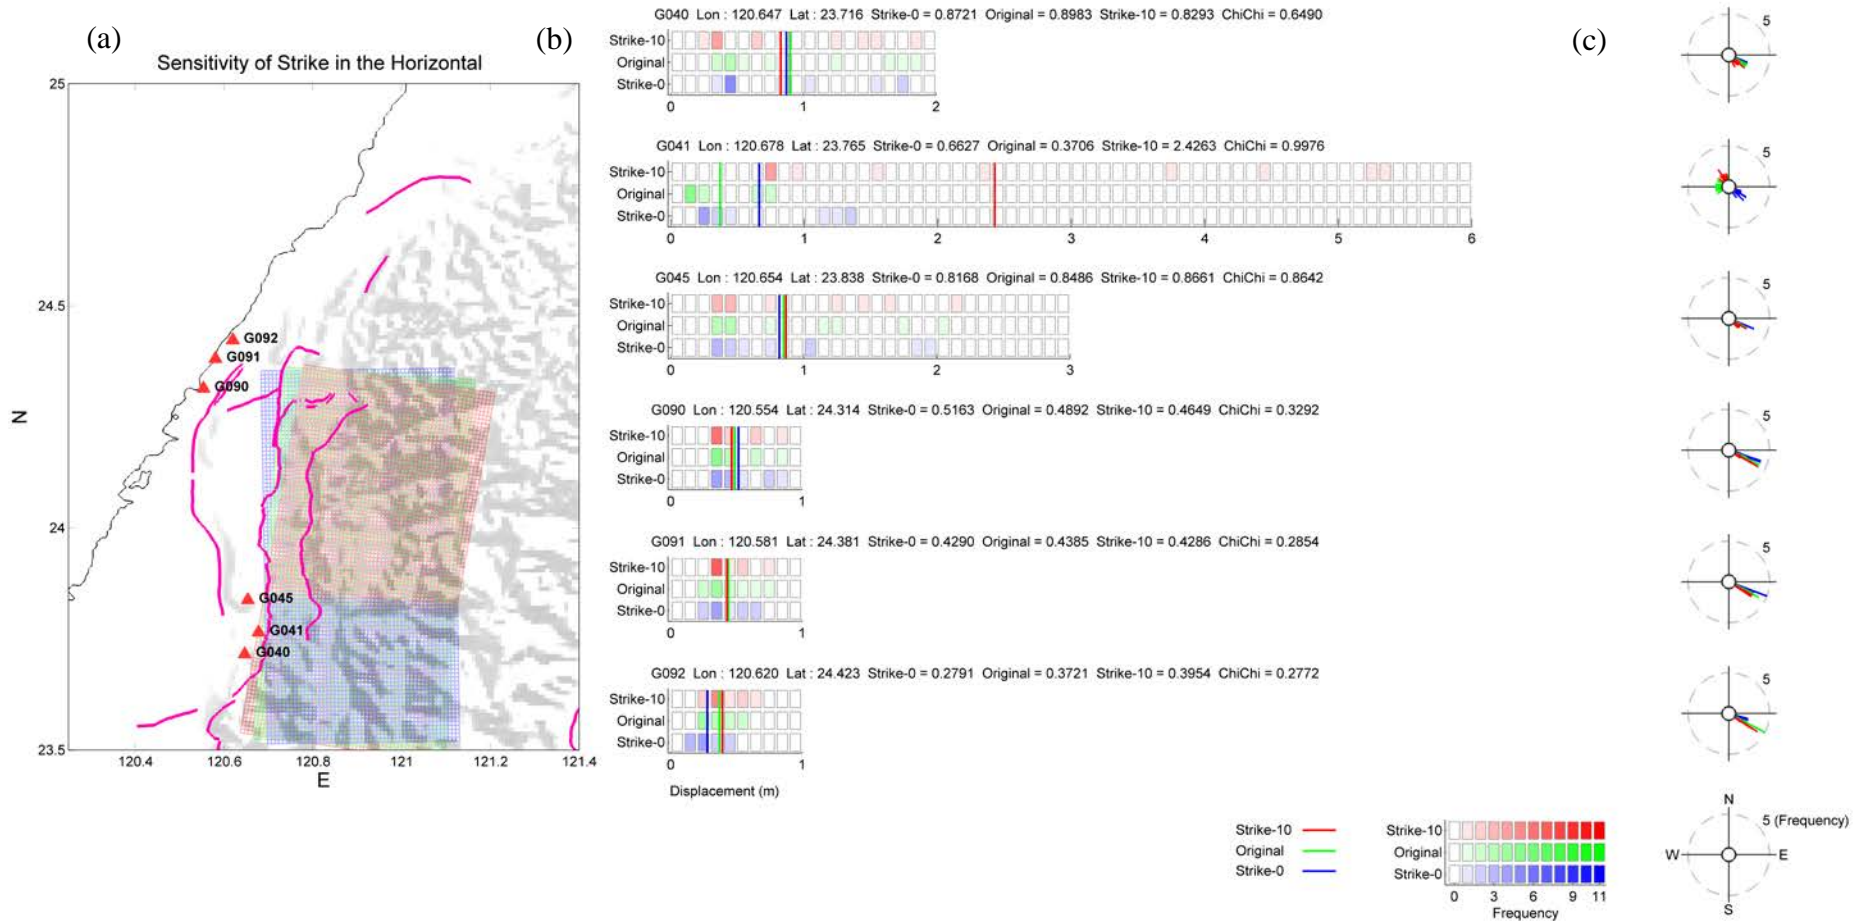 (a)
Sensitivity of Strike in the Horizontal
25
24.5
24
23.5
N
G092
G091
G090
G045
G041
G040
120.4 120.6 120.8 121 121.2 121.4
E
(b)
G040 Lon : 120.647 Lat : 23.716 Strike-0 = 0.8721 Original = 0.8983 Strike-10 = 0.8293 ChiChi = 0.6490
Strike-10
Original
Strike-0
0 1 2
G041 Lon : 120.678 Lat : 23.765 Strike-0 = 0.6627 Original = 0.3706 Strike-10 = 2.4263 ChiChi = 0.9976
Strike-10
Original
Strike-0
0 1 2 3 4 5 6
G045 Lon : 120.654 Lat : 23.838 Strike-0 = 0.8168 Original = 0.8486 Strike-10 = 0.8661 ChiChi = 0.8642
Strike-10
Original
Strike-0
0 1 2 3
G090 Lon : 120.554 Lat : 24.314 Strike-0 = 0.5163 Original = 0.4892 Strike-10 = 0.4649 ChiChi = 0.3292
Strike-10
Original
Strike-0
0 1
G091 Lon : 120.581 Lat : 24.381 Strike-0 = 0.4290 Original = 0.4385 Strike-10 = 0.4286 ChiChi = 0.2854
Strike-10
Original
Strike-0
0 1
G092 Lon : 120.620 Lat : 24.423 Strike-0 = 0.2791 Original = 0.3721 Strike-10 = 0.3954 ChiChi = 0.2772
Strike-10
Original
Strike-0
0 1
Displacement (m)
Strike-10
Original
Strike-0
Strike-10
Original
Strike-0
0 3 6 9 11
Frequency
(c)
5
5
5
5
5
5
N
5 (Frequency)
W E
S